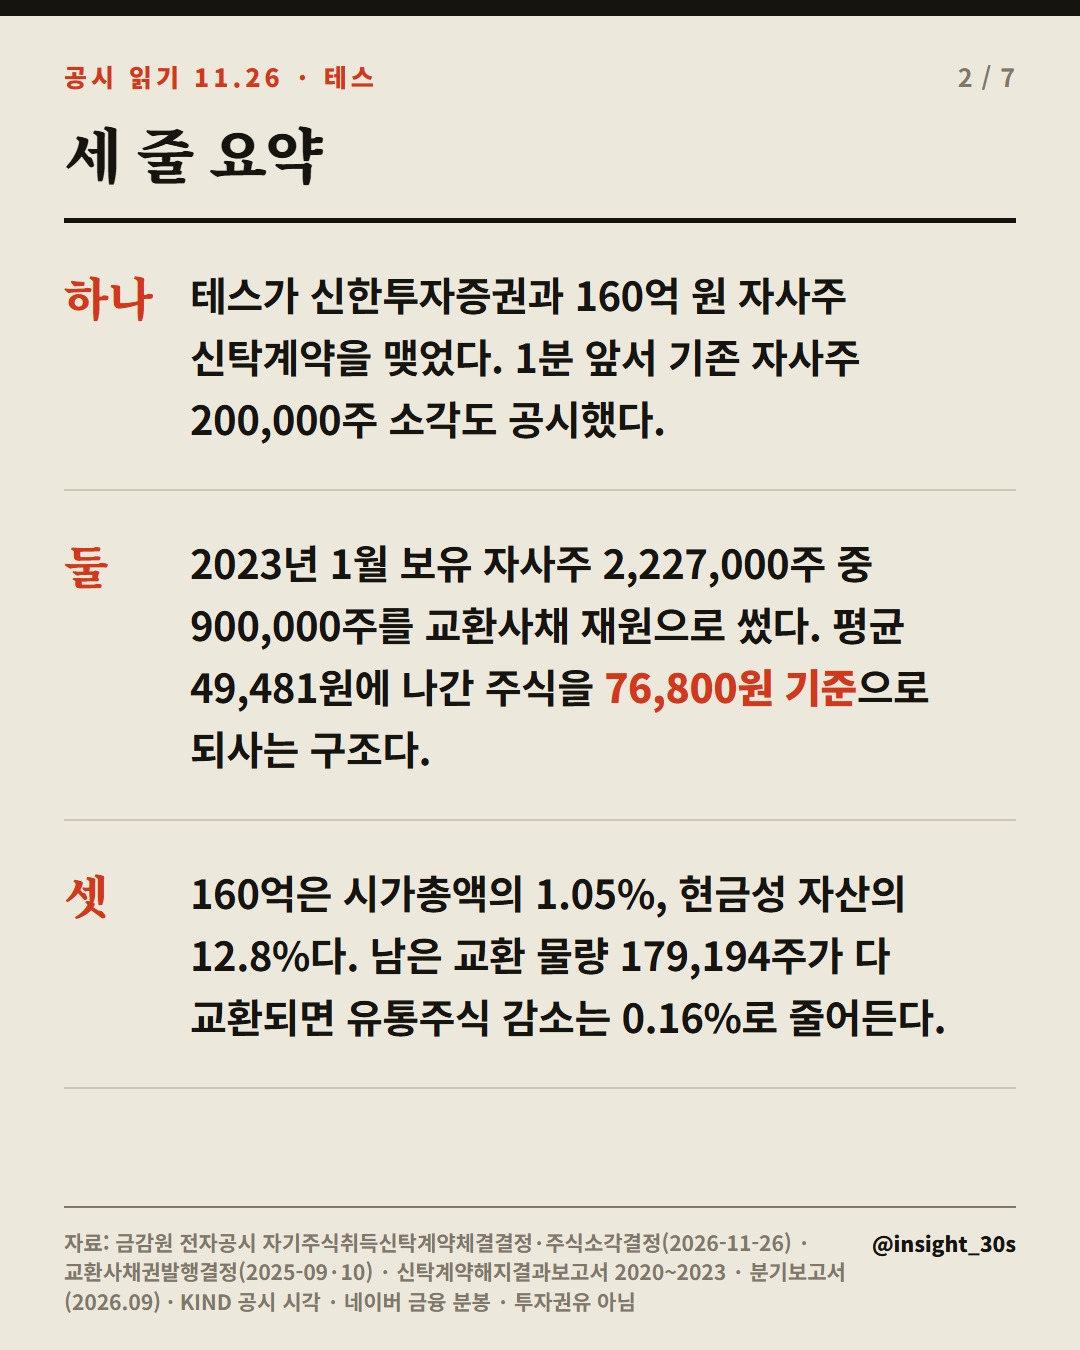 공시 읽기 11.26 · 테스
2 / 7
세 줄 요약
하나
테스가 신한투자증권과 160억 원 자사주
신탁계약을 맺었다. 1분 앞서 기존 자사주
200,000주 소각도 공시했다.
둘
2023년 1월 보유 자사주 2,227,000주 중
900,000주를 교환사채 재원으로 썼다. 평균
49,481원에 나간 주식을 76,800원 기준으로
되사는 구조다.
셋
160억은 시가총액의 1.05%, 현금성 자산의
12.8%다. 남은 교환 물량 179,194주가 다
교환되면 유통주식 감소는 0.16%로 줄어든다.
자료: 금감원 전자공시 자기주식취득신탁계약체결결정·주식소각결정(2026-11-26) ·
교환사채권발행결정(2025-09·10) · 신탁계약해지결과보고서 2020~2023 · 분기보고서
(2026.09) · KIND 공시 시각 · 네이버 금융 분봉 · 투자권유 아님
@insight_30s